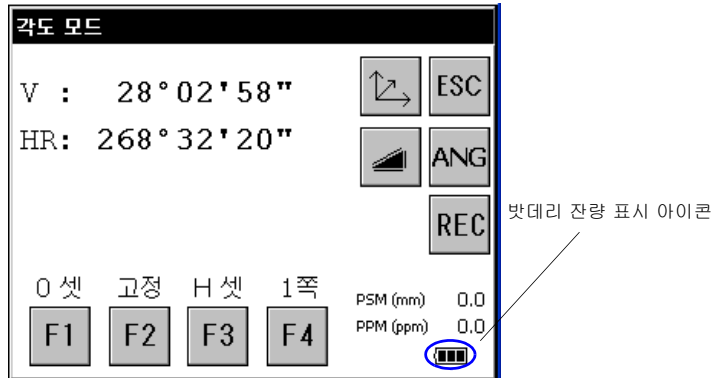 각도 모드
V : 28°02'58"
HR: 268°32'20"
ESC
ANG
REC
밧데리 잔량 표시 아이콘
0 셋 고정 H 셋 1쪽
F1 F2 F3 F4
PSM (mm) 0.0
PPM (ppm) 0.0